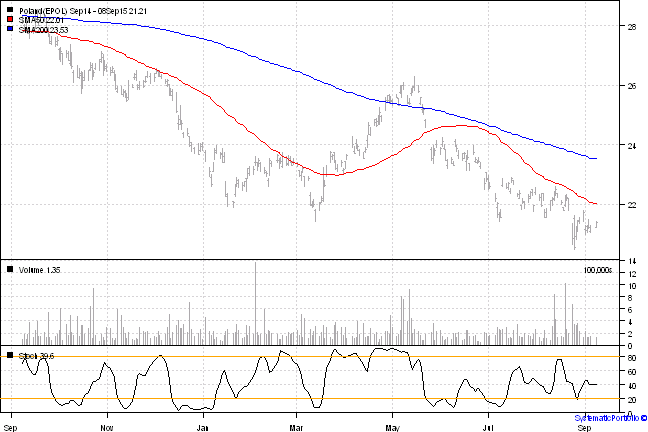 Poland (EPOL) Sep14 - 08Sep15 21.21
SMA50 22.01
SMA200 23.53
28
26
24
22
14
Volume 1.35
100,000s
12
10
8
6
4
2
0
Stoch 39.6
80
60
40
20
0
Sep Nov Jan Mar May Jul Sep
SystematicPortfolio ©